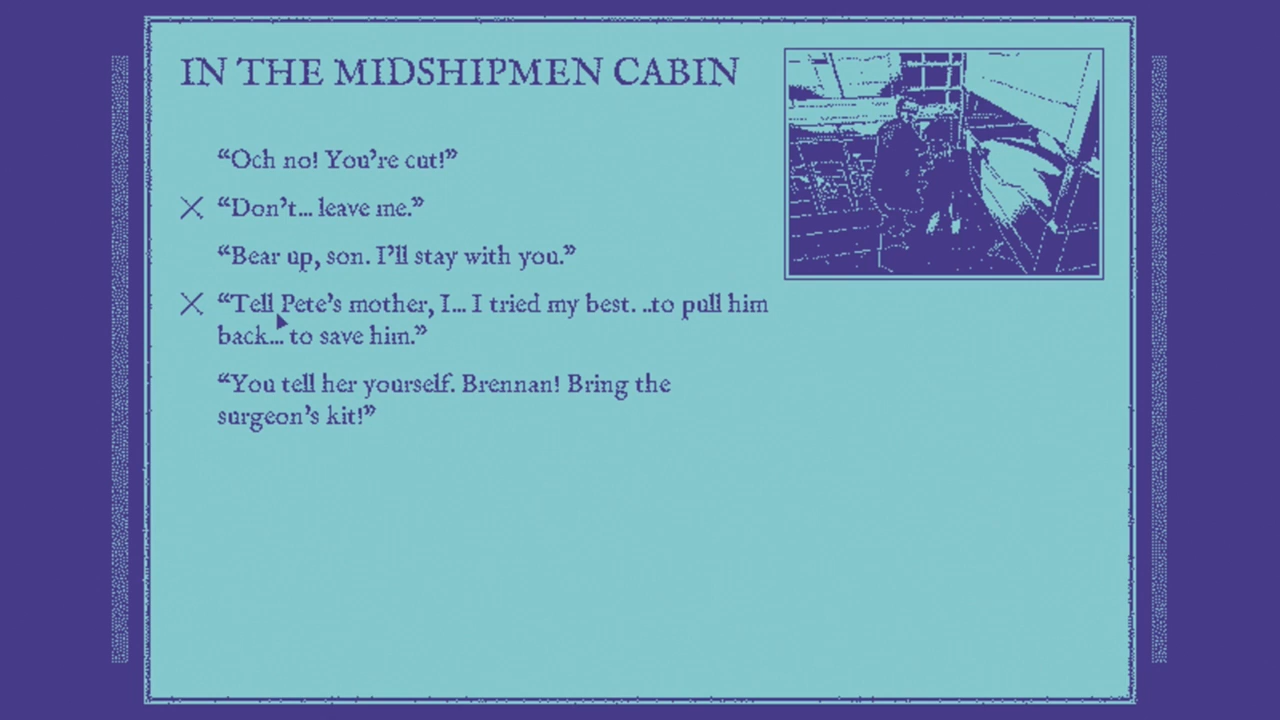 IN THE MIDSHIPMEN CABIN
“Och no! You’re cut!”
“Don’t... leave me.”
“Bear up, son. I’ll stay with you.”
“Tell Pete’s mother, I... I tried my best. ..to pull him
back... to save him.”
“You tell her yourself. Brennan! Bring the
surgeon’s kit!”